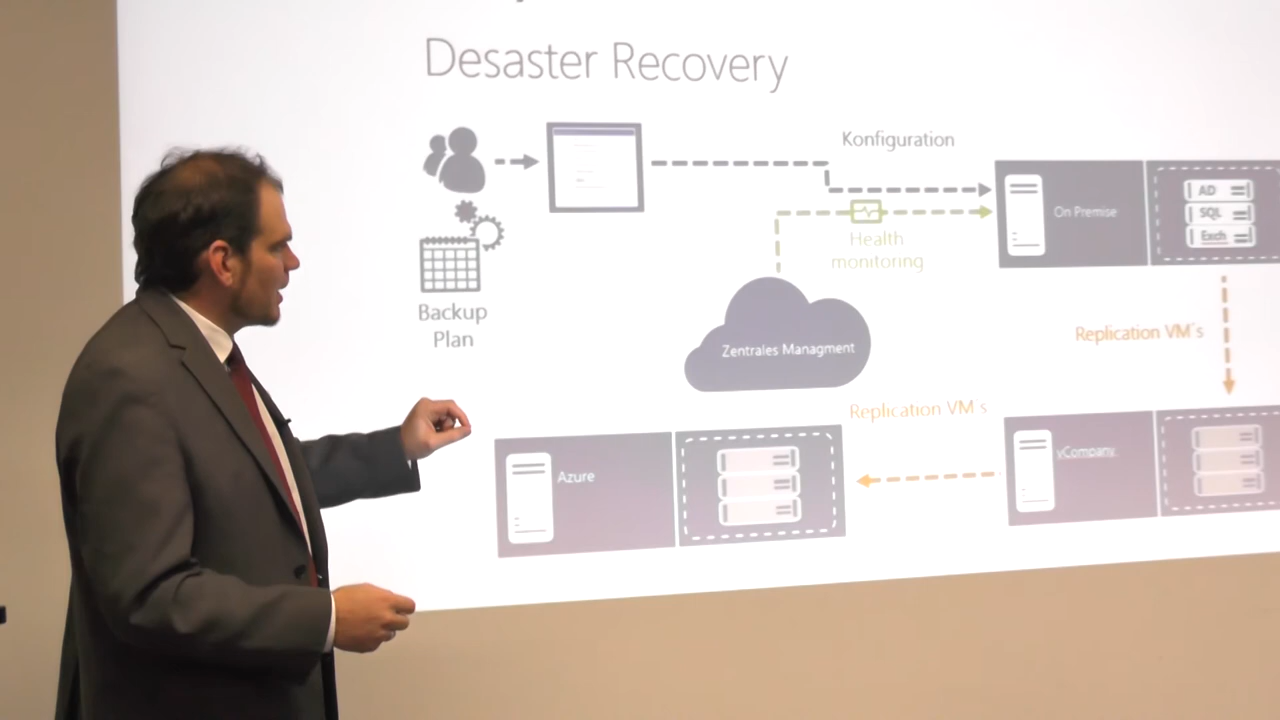 Desaster Recovery
Konfiguration
On Premise
AD
SQL
Exch
Health
monitoring
Backup
Plan
Zentrales Managment
Replication VM´s
Replication VM´s
Azure
vCompany